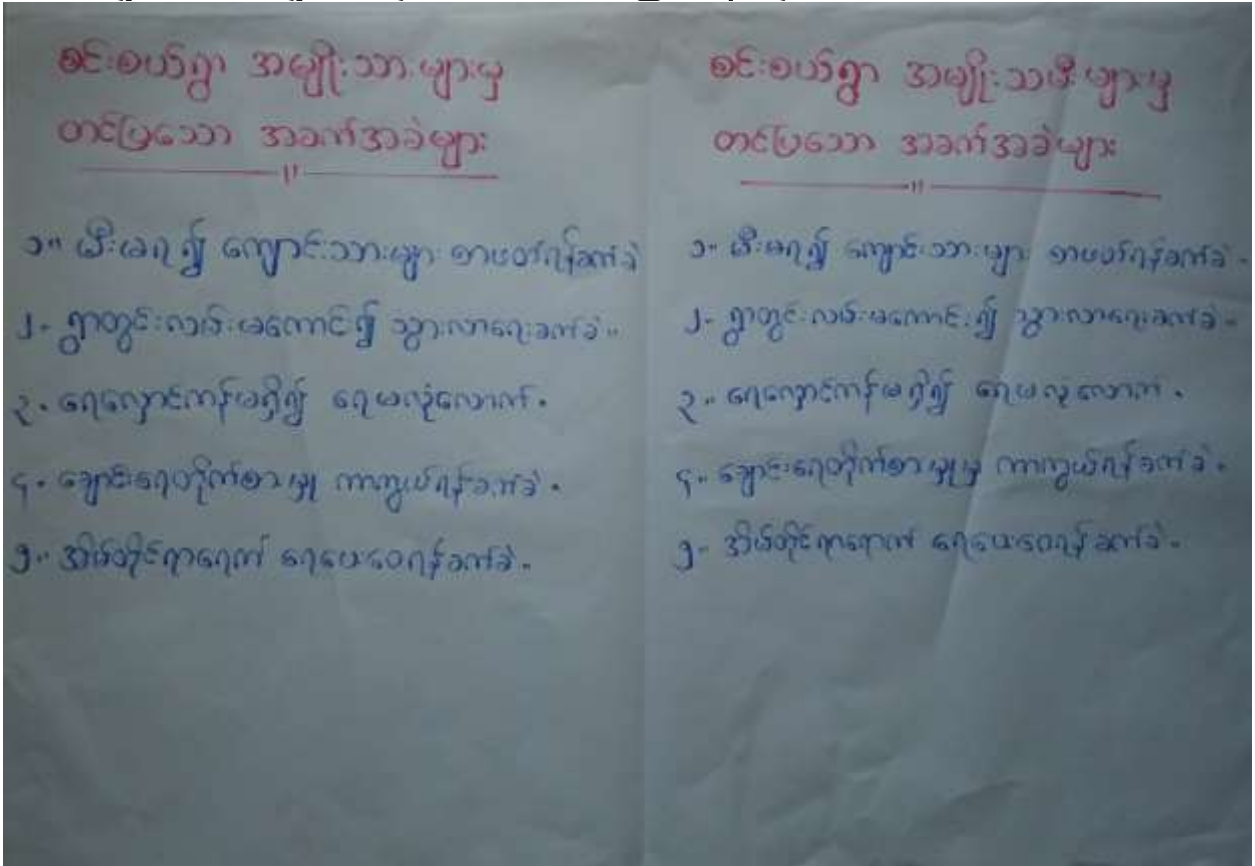 စင်းစယ်ရွာ အမျိုးသားများမှ
တင်ပြသော အခက်အခဲများ
၁။ မီးမရ၍ ကျောင်းသားများ စာဖတ်ရန်ခက်ခဲ
၂။ ရွာတွင်းလမ်းမကောင်း၍ သွားလာရေးခက်ခဲ။
၃။ ရေလှောင်ကန်မရှိ၍ ရေမလုံလောက်။
၄။ ချောင်းရေတိုက်စားမှု ကာကွယ်ရန်ခက်ခဲ။
၅။ အိမ်တိုင်ရာရောက် ရေပေးဝေရန်ခက်ခဲ။
စင်းစယ်ရွာ အမျိုးသမီးများမှ
တင်ပြသော အခက်အခဲများ
၁။ မီးမရ၍ ကျောင်းသားများ စာဖတ်ရန်ခက်ခဲ။
၂။ ရွာတွင်းလမ်းမကောင်း၍ သွားလာရေးခက်ခဲ။
၃။ ရေလှောင်ကန်မရှိ၍ ရေမလုံလောက်။
၄။ ချောင်းရေတိုက်စားမှုမှ ကာကွယ်ရန်ခက်ခဲ။
၅။ အိမ်တိုင်ရာရောက် ရေပေးဝေရန်ခက်ခဲ။